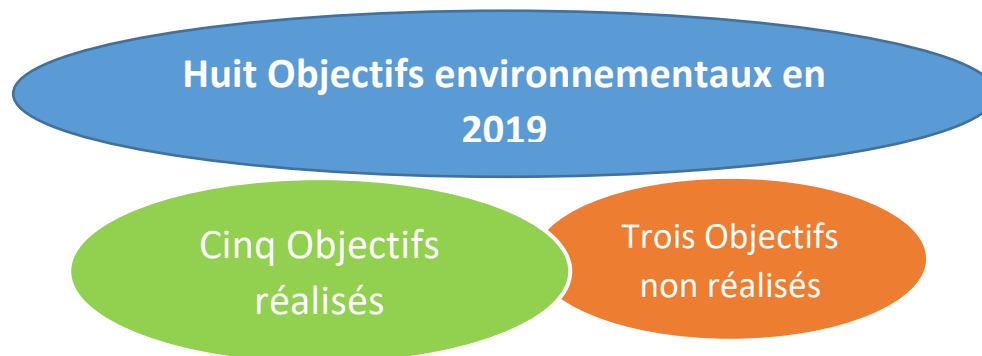 Huit Objectifs environnementaux en
2019
Cinq Objectifs
réalisés
Trois Objectifs
non réalisés